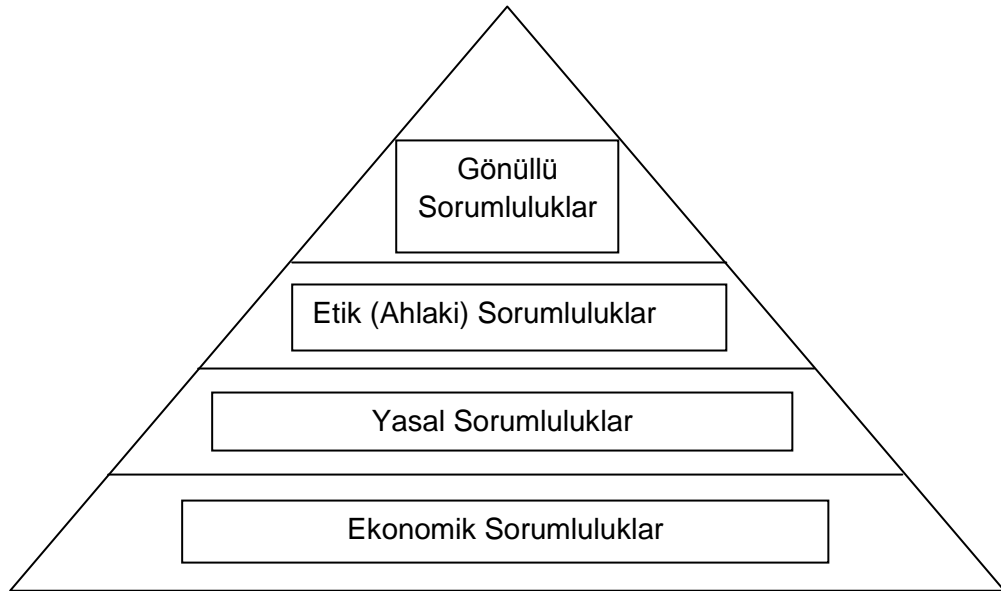 Gönüllü
Sorumluluklar
Etik (Ahlaki) Sorumluluklar
Yasal Sorumluluklar
Ekonomik Sorumluluklar